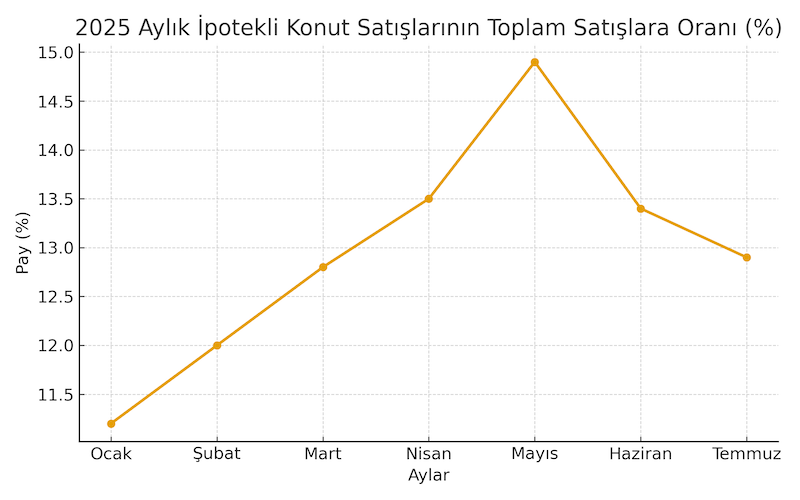 2025 Aylık İpotekli Konut Satışlarının Toplam Satışlara Oranı (%)
15.0
14.5
14.0
13.5
13.0
12.5
12.0
11.5
Pay (%)
Ocak Şubat Mart Nisan Mayıs Haziran Temmuz
Aylar